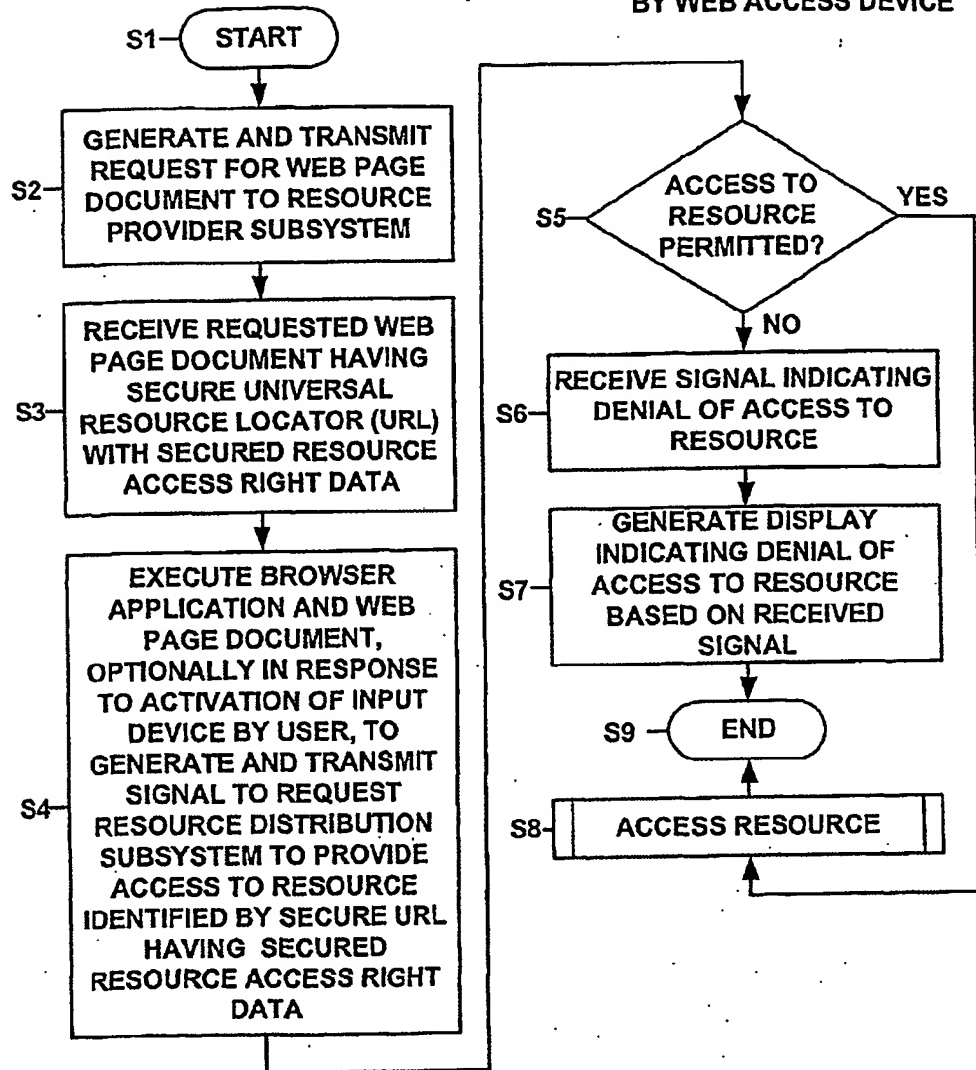 BY WEB ACCESS DEVICE
S1
START
S2
GENERATE AND TRANSMIT
REQUEST FOR WEB PAGE
DOCUMENT TO RESOURCE
PROVIDER SUBSYSTEM
S3
RECEIVE REQUESTED WEB
PAGE DOCUMENT HAVING
SECURE UNIVERSAL
RESOURCE LOCATOR (URL)
WITH SECURED RESOURCE
ACCESS RIGHT DATA
S4
EXECUTE BROWSER
APPLICATION AND WEB
PAGE DOCUMENT,
OPTIONALLY IN RESPONSE
TO ACTIVATION OF INPUT
DEVICE BY USER, TO
GENERATE AND TRANSMIT
SIGNAL TO REQUEST
RESOURCE DISTRIBUTION
SUBSYSTEM TO PROVIDE
ACCESS TO RESOURCE
IDENTIFIED BY SECURE URL
HAVING SECURED
RESOURCE ACCESS RIGHT
DATA
S5
ACCESS TO
RESOURCE
PERMITTED?
YES
NO
S6
RECEIVE SIGNAL INDICATING
DENIAL OF ACCESS TO
RESOURCE
S7
GENERATE DISPLAY
INDICATING DENIAL OF
ACCESS TO RESOURCE
BASED ON RECEIVED
SIGNAL
S9
END
S8
ACCESS RESOURCE